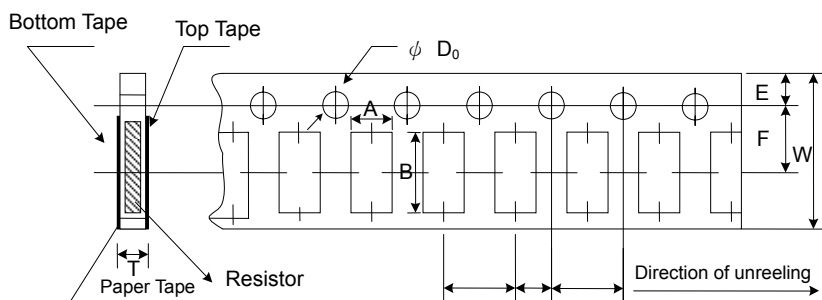 Bottom Tape
Top Tape
ψ D₀
E
A
F
W
B
T
Paper Tape
Resistor
Direction of unreeling